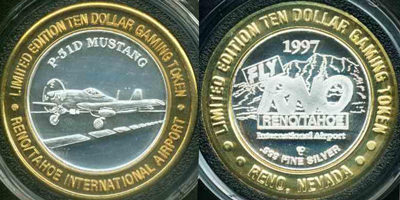 LIMITED EDITION TEN DOLLAR GAMING TOKEN
P-51D MUSTANG
• RENO/TAHOE INTERNATIONAL AIRPORT •
LIMITED EDITION TEN DOLLAR GAMING TOKEN
1997
FLY
RNO
RENO/TAHOE
International Airport
.999 FINE SILVER
• RENO, NEVADA •